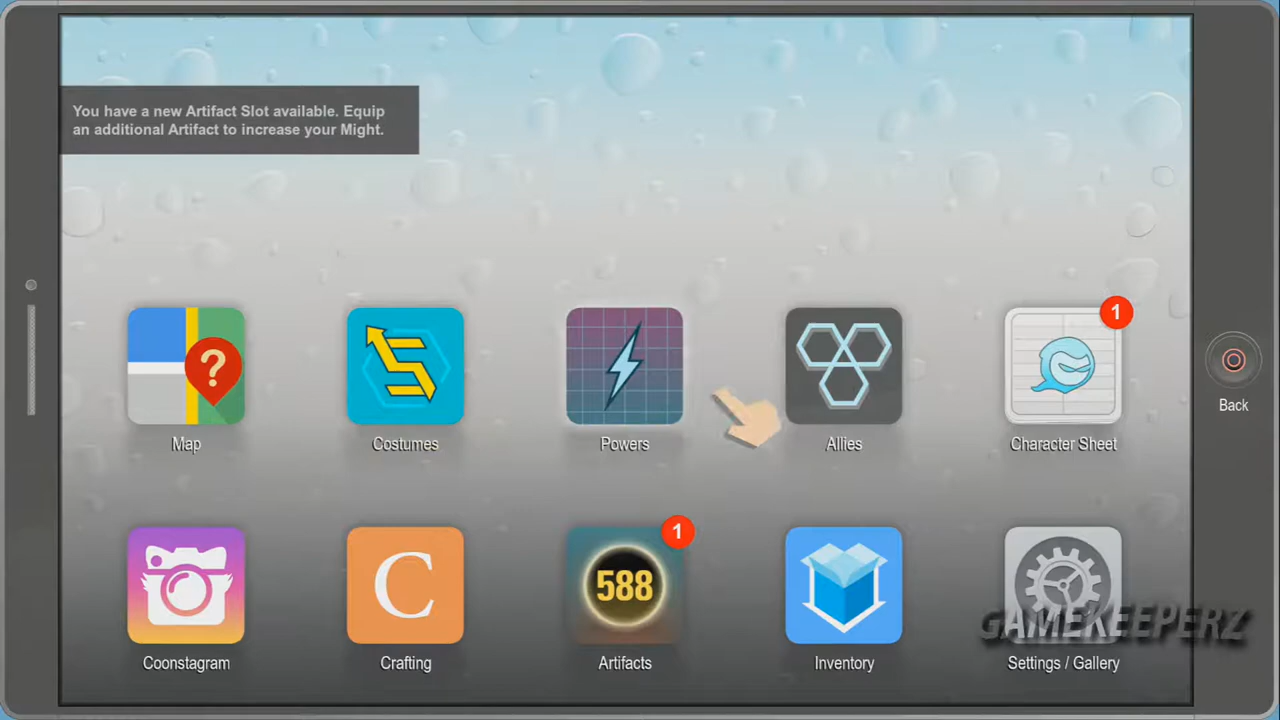 You have a new Artifact Slot available. Equip
an additional Artifact to increase your Might.
?
1
Map
Costumes
Powers
Allies
Character Sheet
Back
C
588
1
Coonstagram
Crafting
Artifacts
Inventory
Settings / Gallery
GAMEKEEPERZ